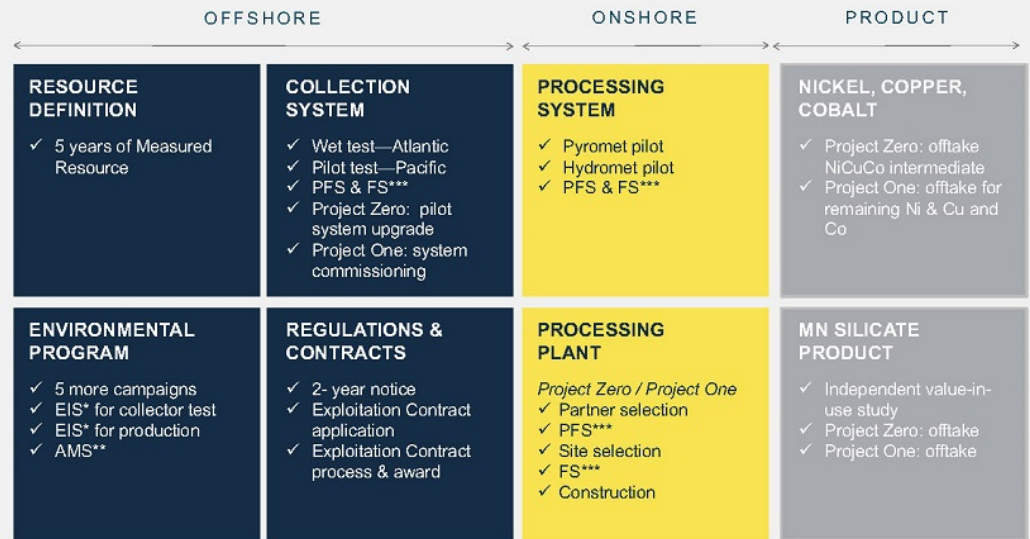 OFFSHORE
ONSHORE
PRODUCT
RESOURCE
DEFINITION
✓ 5 years of Measured
Resource
COLLECTION
SYSTEM
✓ Wet test—Atlantic
✓ Pilot test—Pacific
✓ PFS & FS***
✓ Project Zero: pilot
system upgrade
✓ Project One: system
commissioning
PROCESSING
SYSTEM
✓ Pyromet pilot
✓ Hydromet pilot
✓ PFS & FS***
NICKEL, COPPER,
COBALT
✓ Project Zero: offtake
NiCuCo intermediate
✓ Project One: offtake for
remaining Ni & Cu and
Co
ENVIRONMENTAL
PROGRAM
✓ 5 more campaigns
✓ EIS* for collector test
✓ EIS* for production
✓ AMS**
REGULATIONS &
CONTRACTS
✓ 2- year notice
✓ Exploitation Contract
application
✓ Exploitation Contract
process & award
PROCESSING
PLANT
Project Zero / Project One
✓ Partner selection
✓ PFS***
✓ Site selection
✓ FS***
✓ Construction
MN SILICATE
PRODUCT
✓ Independent value-in-
use study
✓ Project Zero: offtake
✓ Project One: offtake